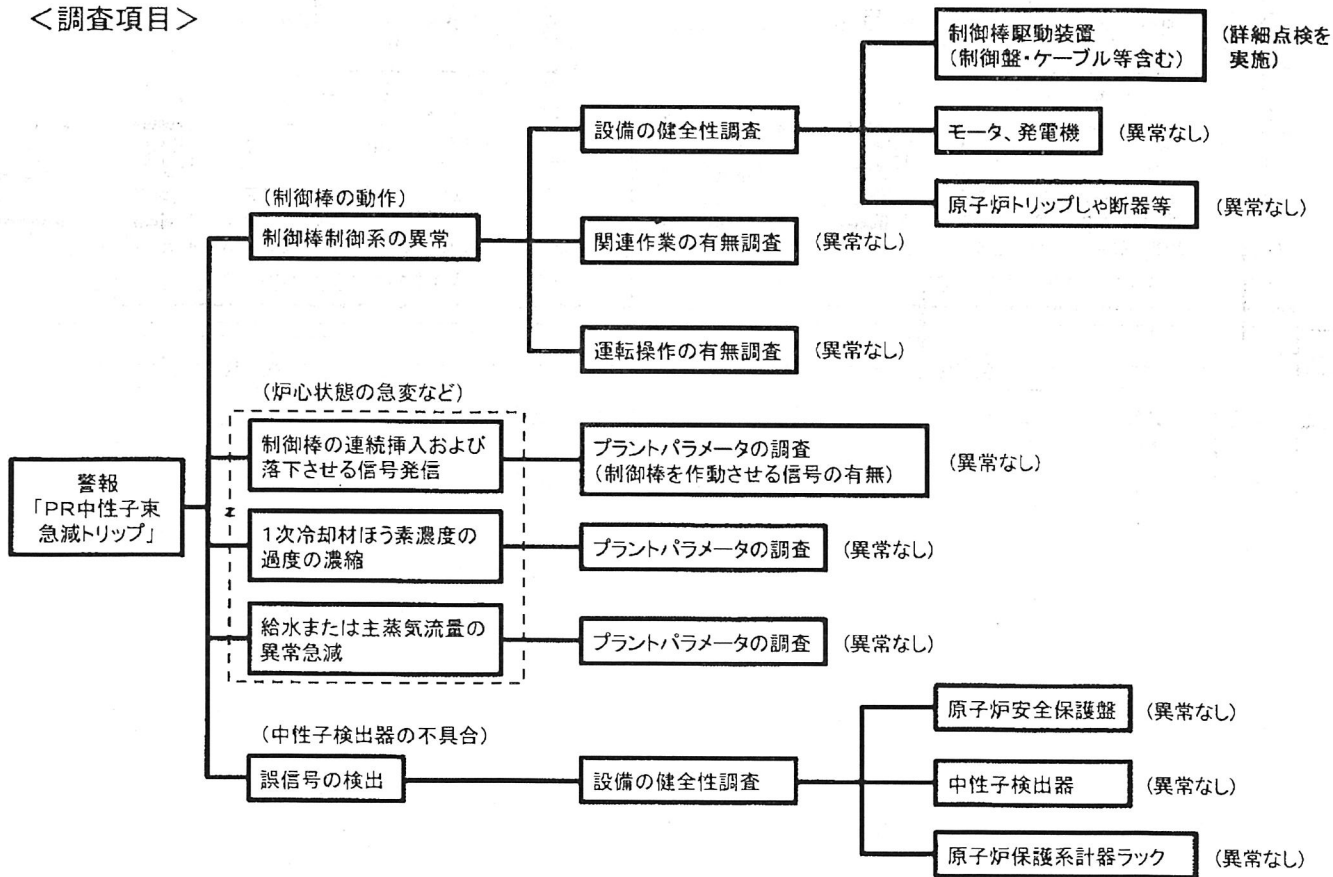 ＜調査項目＞
制御棒駆動装置
(制御盤・ケーブル等含む)
(詳細点検を
実施)
設備の健全性調査
モータ、発電機
(異常なし)
(制御棒の動作)
原子炉トリップしゃ断器等
(異常なし)
制御棒制御系の異常
関連作業の有無調査
(異常なし)
運転操作の有無調査
(異常なし)
(炉心状態の急変など)
制御棒の連続挿入および
落下させる信号発信
プラントパラメータの調査
(制御棒を作動させる信号の有無)
(異常なし)
警報
「PR中性子束
急減トリップ」
1次冷却材ほう素濃度の
過度の濃縮
プラントパラメータの調査
(異常なし)
給水または主蒸気流量の
異常急減
プラントパラメータの調査
(異常なし)
(中性子検出器の不具合)
誤信号の検出
設備の健全性調査
原子炉安全保護盤
(異常なし)
中性子検出器
(異常なし)
原子炉保護系計器ラック
(異常なし)